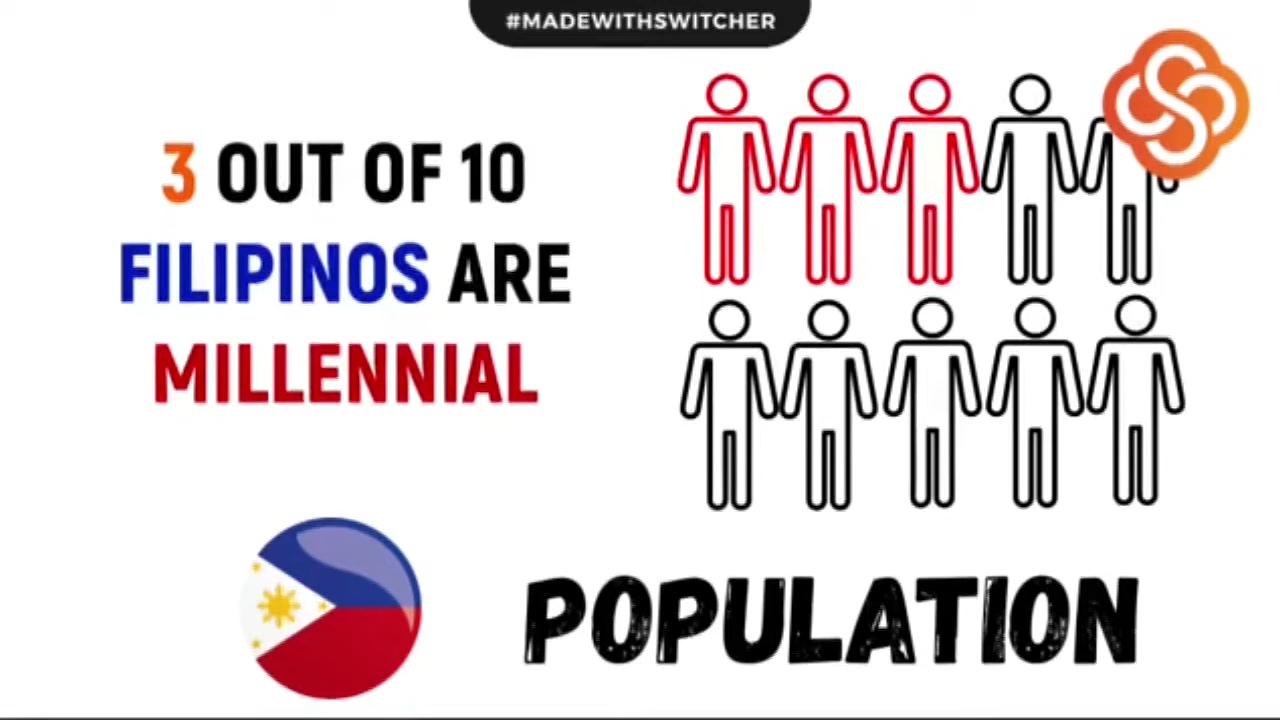 #MADEWITHSWITCHER
3 OUT OF 10
FILIPINOS ARE
MILLENNIAL
POPULATION